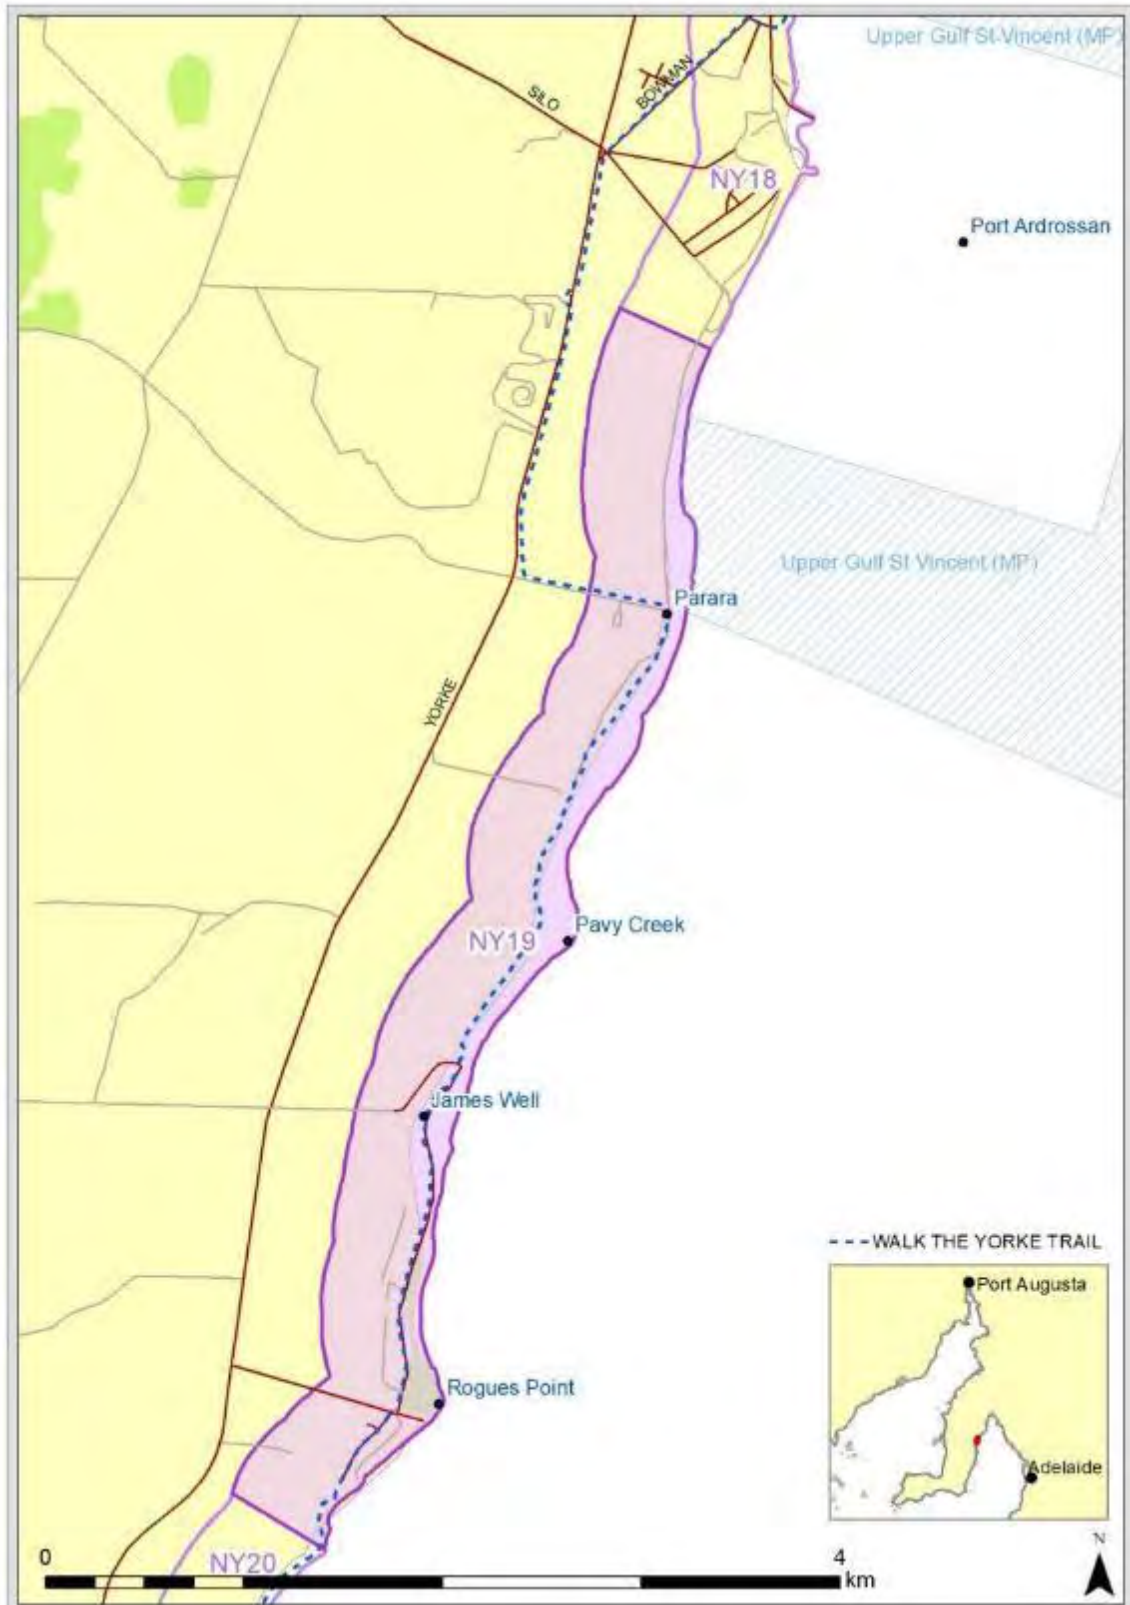 Upper Gulf St Vincent (MP)
SILO
BOWMAN
NY18
Port Ardrossan
Upper Gulf St Vincent (MP)
Parara
YORKE
Pavy Creek
NY19
James Well
WALK THE YORKE TRAIL
Port Augusta
Rogues Point
Adelaide
N
0
4
NY20
km